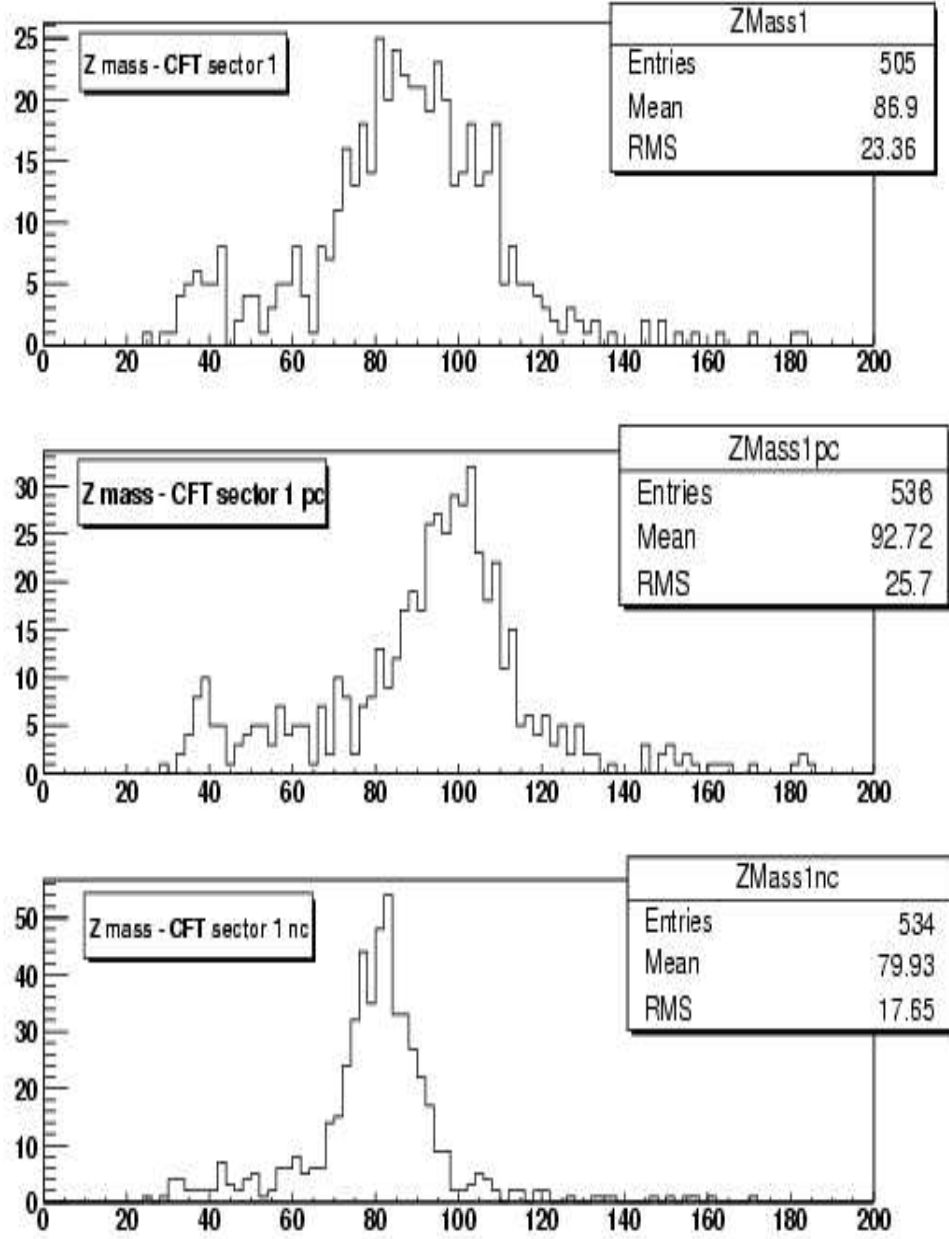 ZMass1
Z mass - CFT sector 1
Entries 505
Mean 86.9
RMS 23.36
25
20
15
10
5
0
0 20 40 60 80 100 120 140 160 180 200
ZMass1pc
Z mass - CFT sector 1 pc
Entries 536
Mean 92.72
RMS 25.7
30
25
20
15
10
5
0
0 20 40 60 80 100 120 140 160 180 200
ZMass1nc
Z mass - CFT sector 1 nc
Entries 534
Mean 79.93
RMS 17.65
50
40
30
20
10
0
0 20 40 60 80 100 120 140 160 180 200